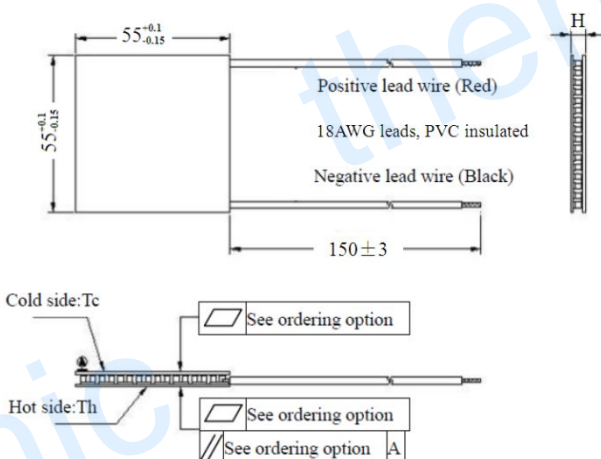 55+0.1-0.15
H
Positive lead wire (Red)
55+0.1-0.15
18AWG leads, PVC insulated
Negative lead wire (Black)
150±3
Cold side:Tc
See ordering option
Hot side:Th
See ordering option
See ordering option A